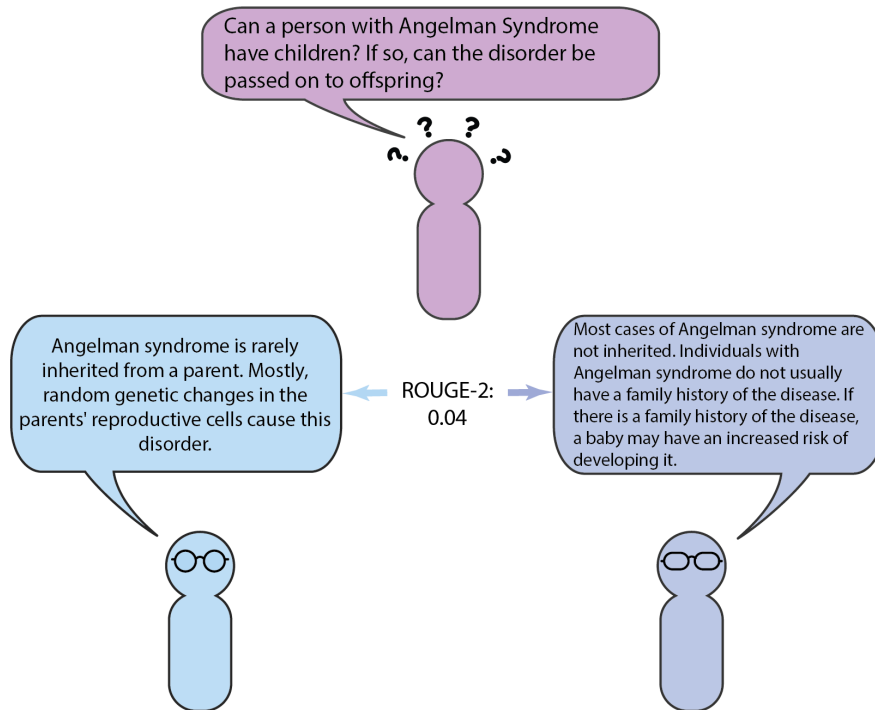 Can a person with Angelman Syndrome
have children? If so, can the disorder be
passed on to offspring?
? ? ? ?
Angelman syndrome is rarely
inherited from a parent. Mostly,
random genetic changes in the
parents' reproductive cells cause this
disorder.
ROUGE-2:
0.04
Most cases of Angelman syndrome are
not inherited. Individuals with
Angelman syndrome do not usually
have a family history of the disease. If
there is a family history of the disease,
a baby may have an increased risk of
developing it.